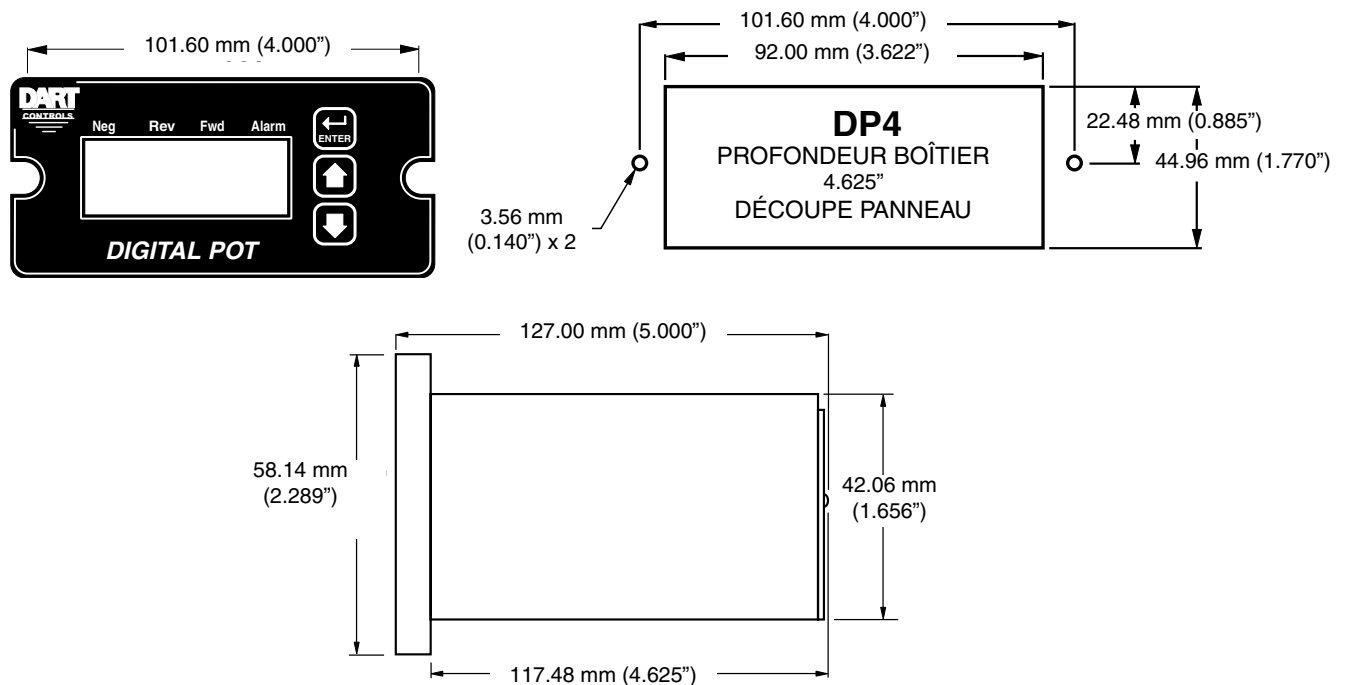 101.60 mm (4.000”)
DART
CONTROLS
Neg Rev Fwd Alarm
ENTER
DIGITAL POT
101.60 mm (4.000”)
92.00 mm (3.622”)
DP4
PROFONDEUR BOÎTIER
4.625”
DÉCOUPE PANNEAU
22.48 mm (0.885”)
44.96 mm (1.770”)
3.56 mm
(0.140”) x 2
127.00 mm (5.000”)
58.14 mm
(2.289”)
42.06 mm
(1.656”)
117.48 mm (4.625”)